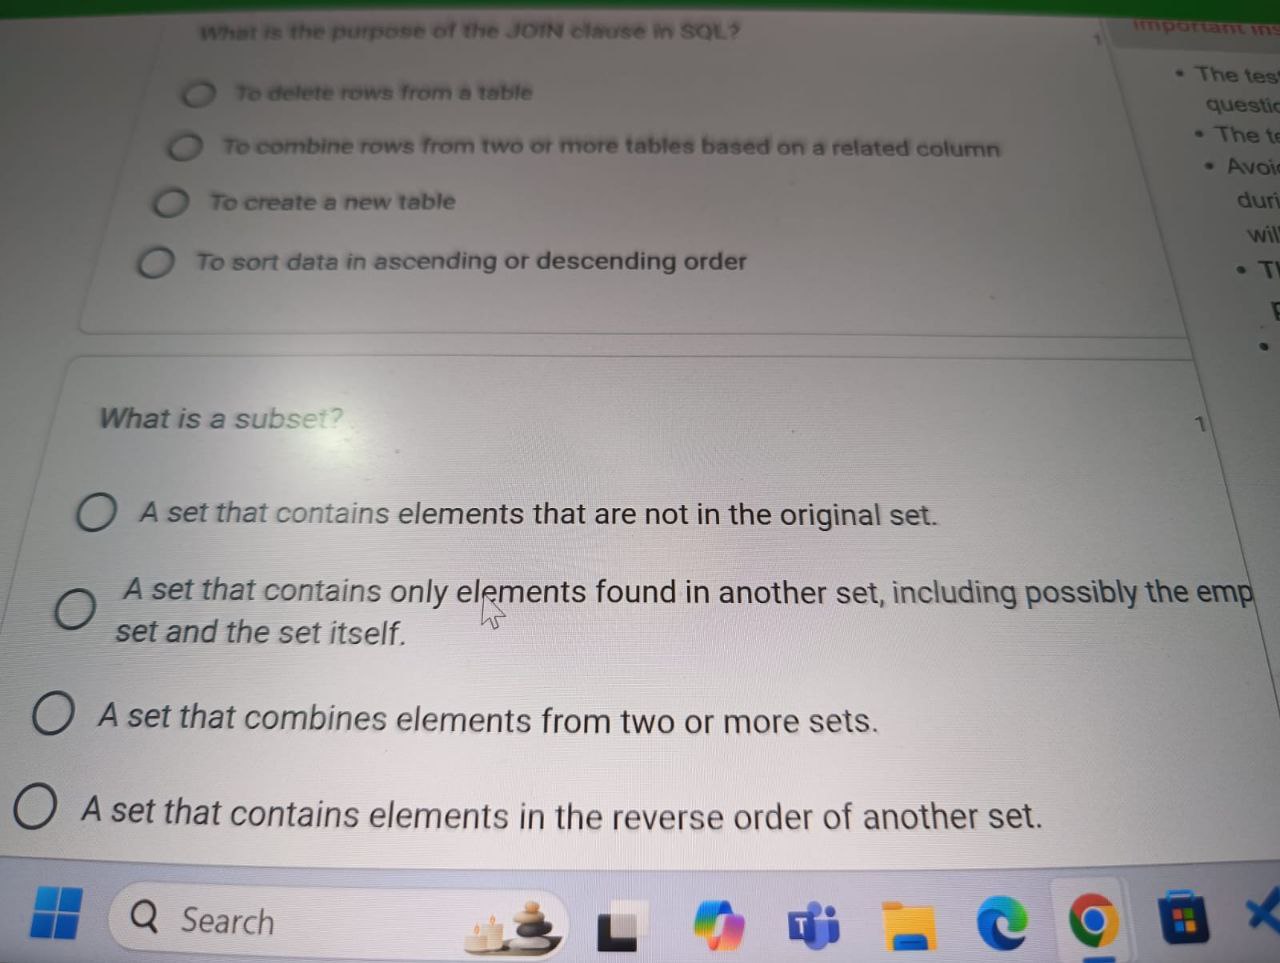 What is the purpose of the JOIN clause in SQL?
1
To delete rows from a table
To combine rows from two or more tables based on a related column
To create a new table
To sort data in ascending or descending order
What is a subset?
1
A set that contains elements that are not in the original set.
A set that contains only elements found in another set, including possibly the emp
set and the set itself.
A set that combines elements from two or more sets.
A set that contains elements in the reverse order of another set.
Important ins
• The test
questio
• The te
• Avoid
duri
will
• Th
Search